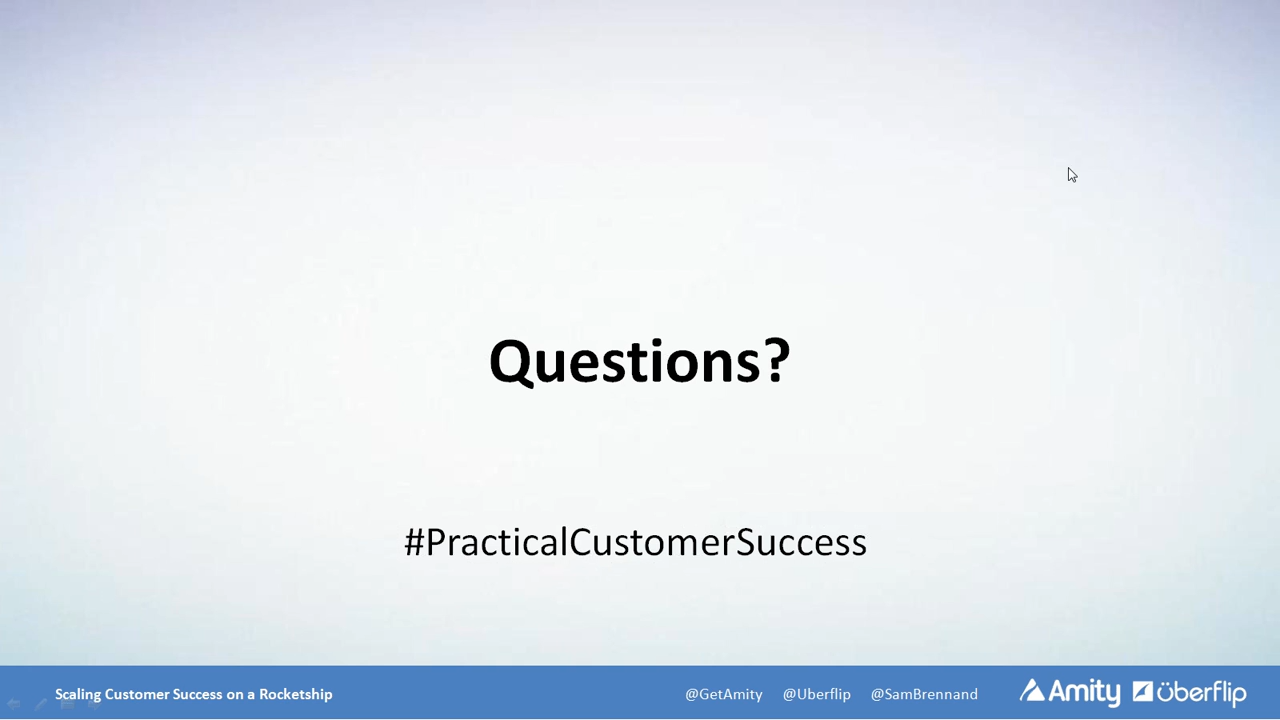 Questions?
#PracticalCustomerSuccess
Scaling Customer Success on a Rocketship @GetAmity @Uberflip @SamBrennand Amity überflip